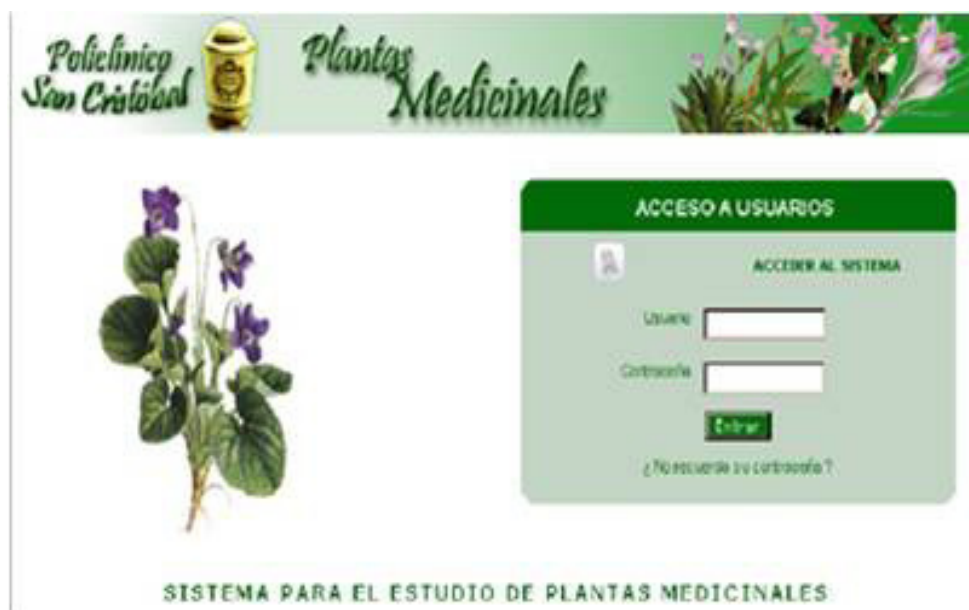 Policlínico
San Cristóbal
Plantas
Medicinales
ACCESO A USUARIOS
ACCEDER AL SISTEMA
Usuario
Contraseña
Entrar
¿No recuerda su contraseña?
SISTEMA PARA EL ESTUDIO DE PLANTAS MEDICINALES